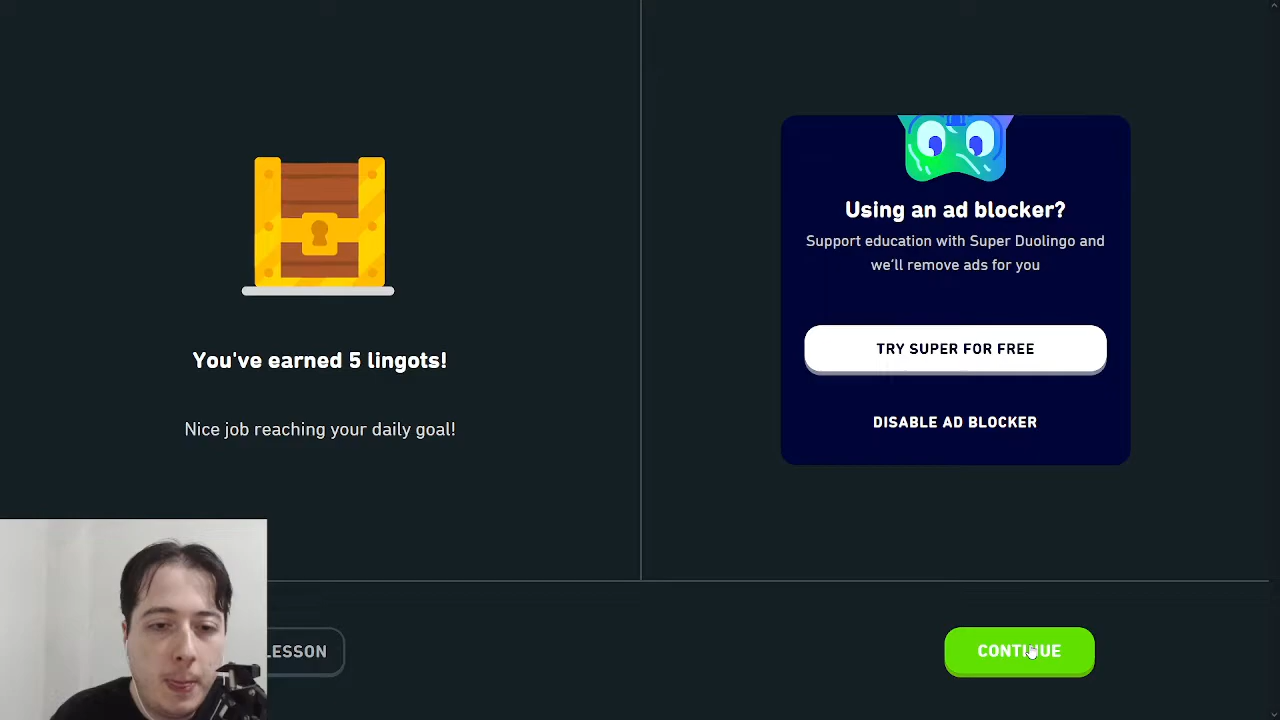 You've earned 5 lingots!
Nice job reaching your daily goal!
Using an ad blocker?
Support education with Super Duolingo and
we'll remove ads for you
TRY SUPER FOR FREE
DISABLE AD BLOCKER
LESSON
CONTINUE